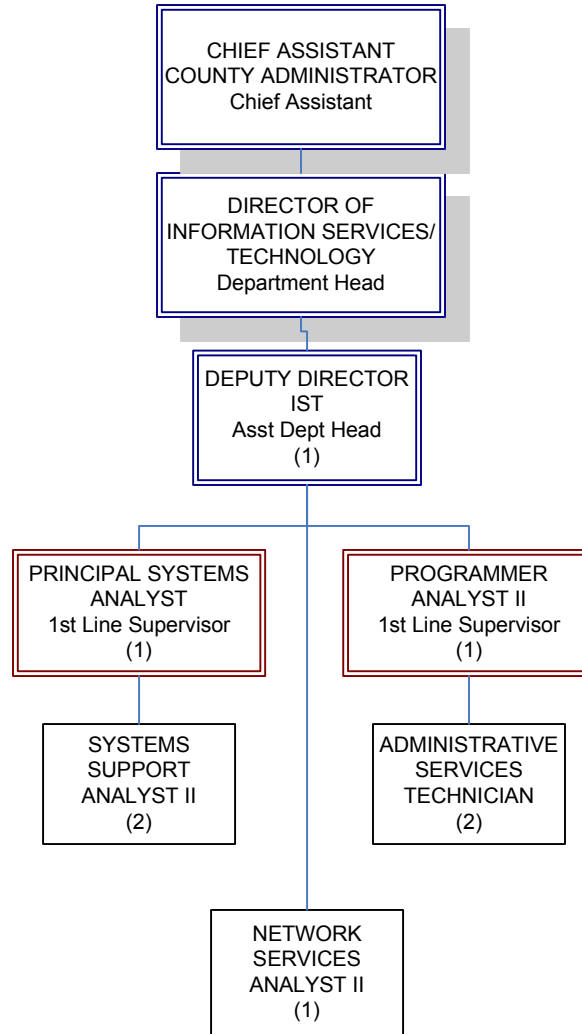 CHIEF ASSISTANT
COUNTY ADMINISTRATOR
Chief Assistant
DIRECTOR OF
INFORMATION SERVICES/
TECHNOLOGY
Department Head
DEPUTY DIRECTOR
IST
Asst Dept Head
(1)
PRINCIPAL SYSTEMS
ANALYST
1st Line Supervisor
(1)
PROGRAMMER
ANALYST II
1st Line Supervisor
(1)
SYSTEMS
SUPPORT
ANALYST II
(2)
ADMINISTRATIVE
SERVICES
TECHNICIAN
(2)
NETWORK
SERVICES
ANALYST II
(1)